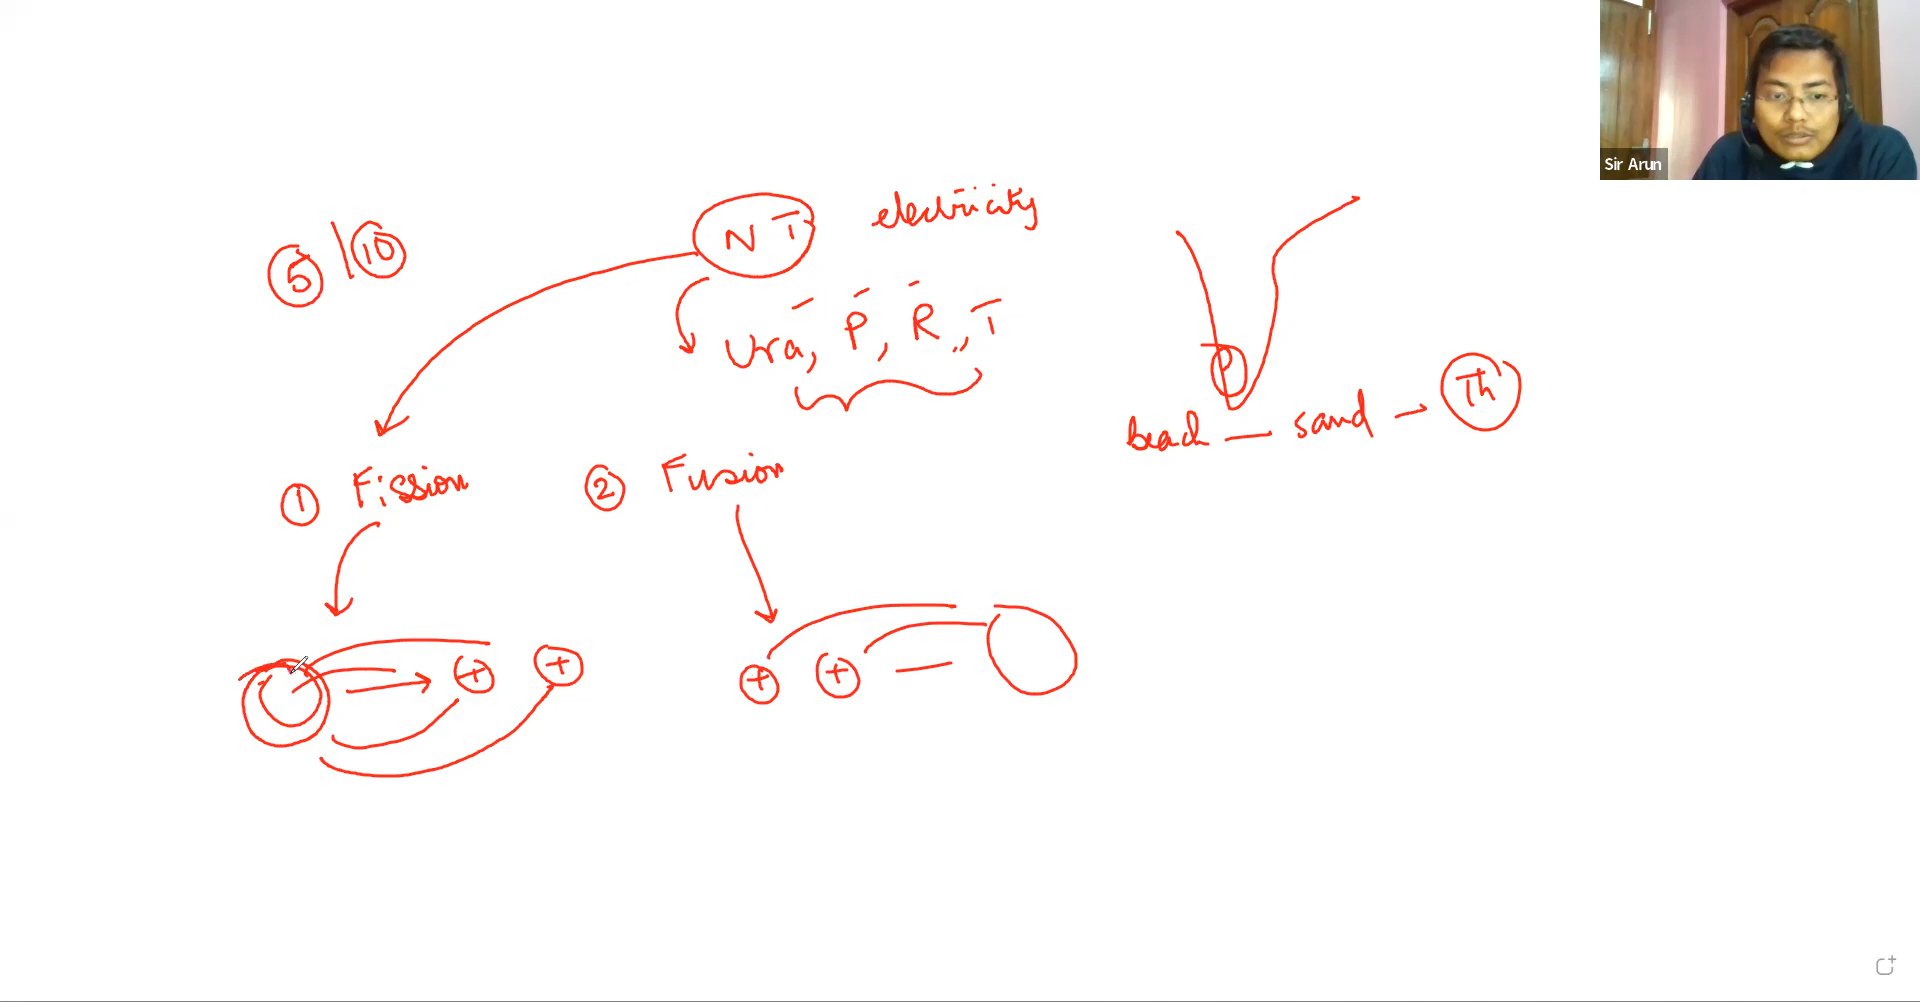 Sir Arun
5 / 10
NT electricity
Ura, P, R, T
P
beach — sand → Th
① Fission
② Fusion
+ +
+ +